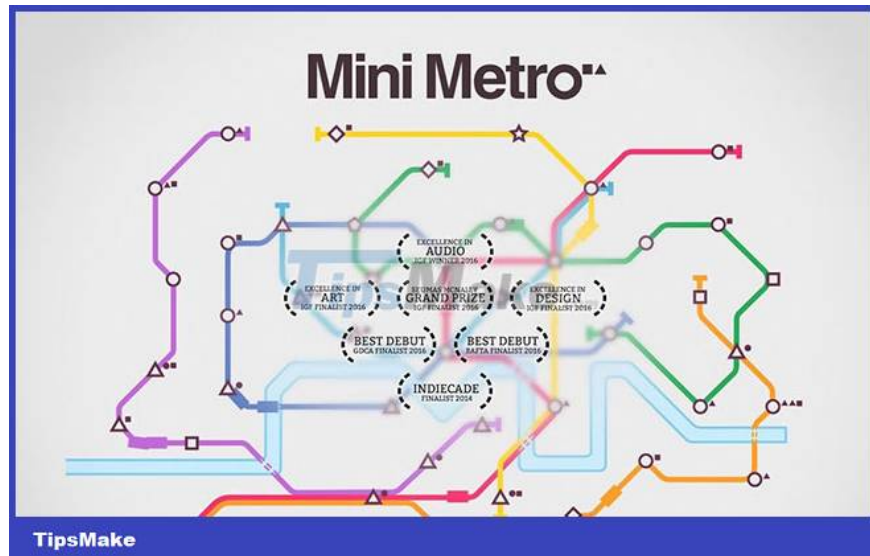 Mini Metro
EXCELLENCE IN
AUDIO
IGF WINNER 2016
EXCELLENCE IN
ART
IGF FINALIST 2016
SEUMAS MCNALLY
GRAND PRIZE
IGF FINALIST 2016
EXCELLENCE IN
DESIGN
IGF FINALIST 2016
TipsMake
BEST DEBUT
GDCA FINALIST 2016
BEST DEBUT
BAFTA FINALIST 2016
INDIECADE
FINALIST 2014
TipsMake